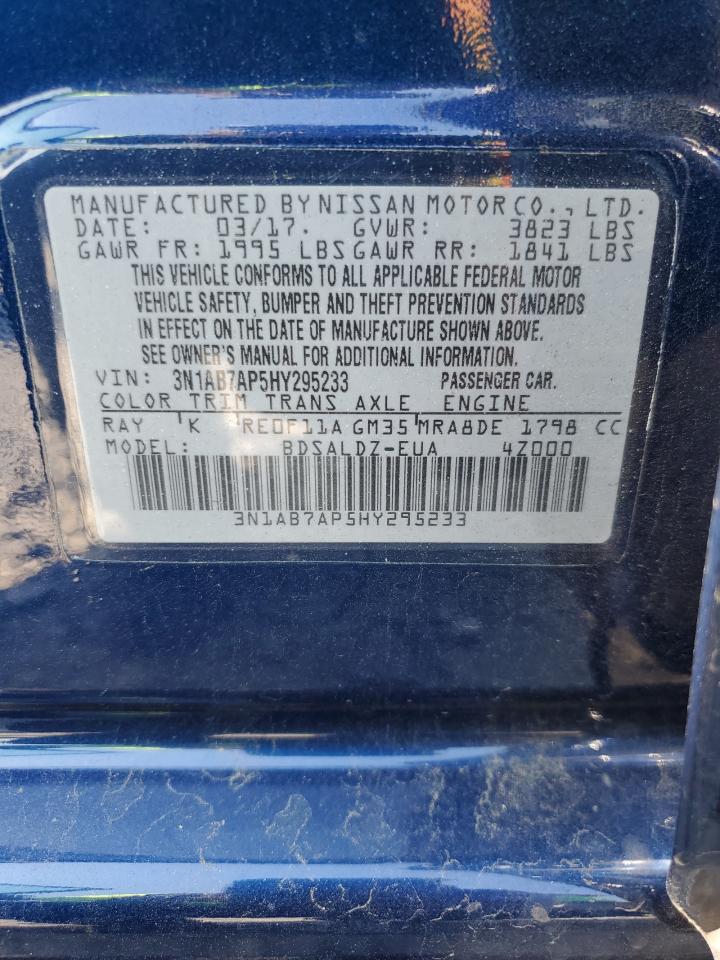 MANUFACTURED BY NISSAN MOTOR CO., LTD.
DATE: 03/17. GVWR: 3823 LBS
GAWR FR: 1995 LBS GAWR RR: 1841 LBS
THIS VEHICLE CONFORMS TO ALL APPLICABLE FEDERAL MOTOR
VEHICLE SAFETY, BUMPER AND THEFT PREVENTION STANDARDS
IN EFFECT ON THE DATE OF MANUFACTURE SHOWN ABOVE.
SEE OWNER'S MANUAL FOR ADDITIONAL INFORMATION.
VIN: 3N1AB7AP5HY295233 PASSENGER CAR.
COLOR TRIM TRANS AXLE ENGINE
RAY K RE0F11A GM35 MRA8DE 1798 CC
MODEL: BDSALDZ-EUA 4Z000
3N1AB7AP5HY295233